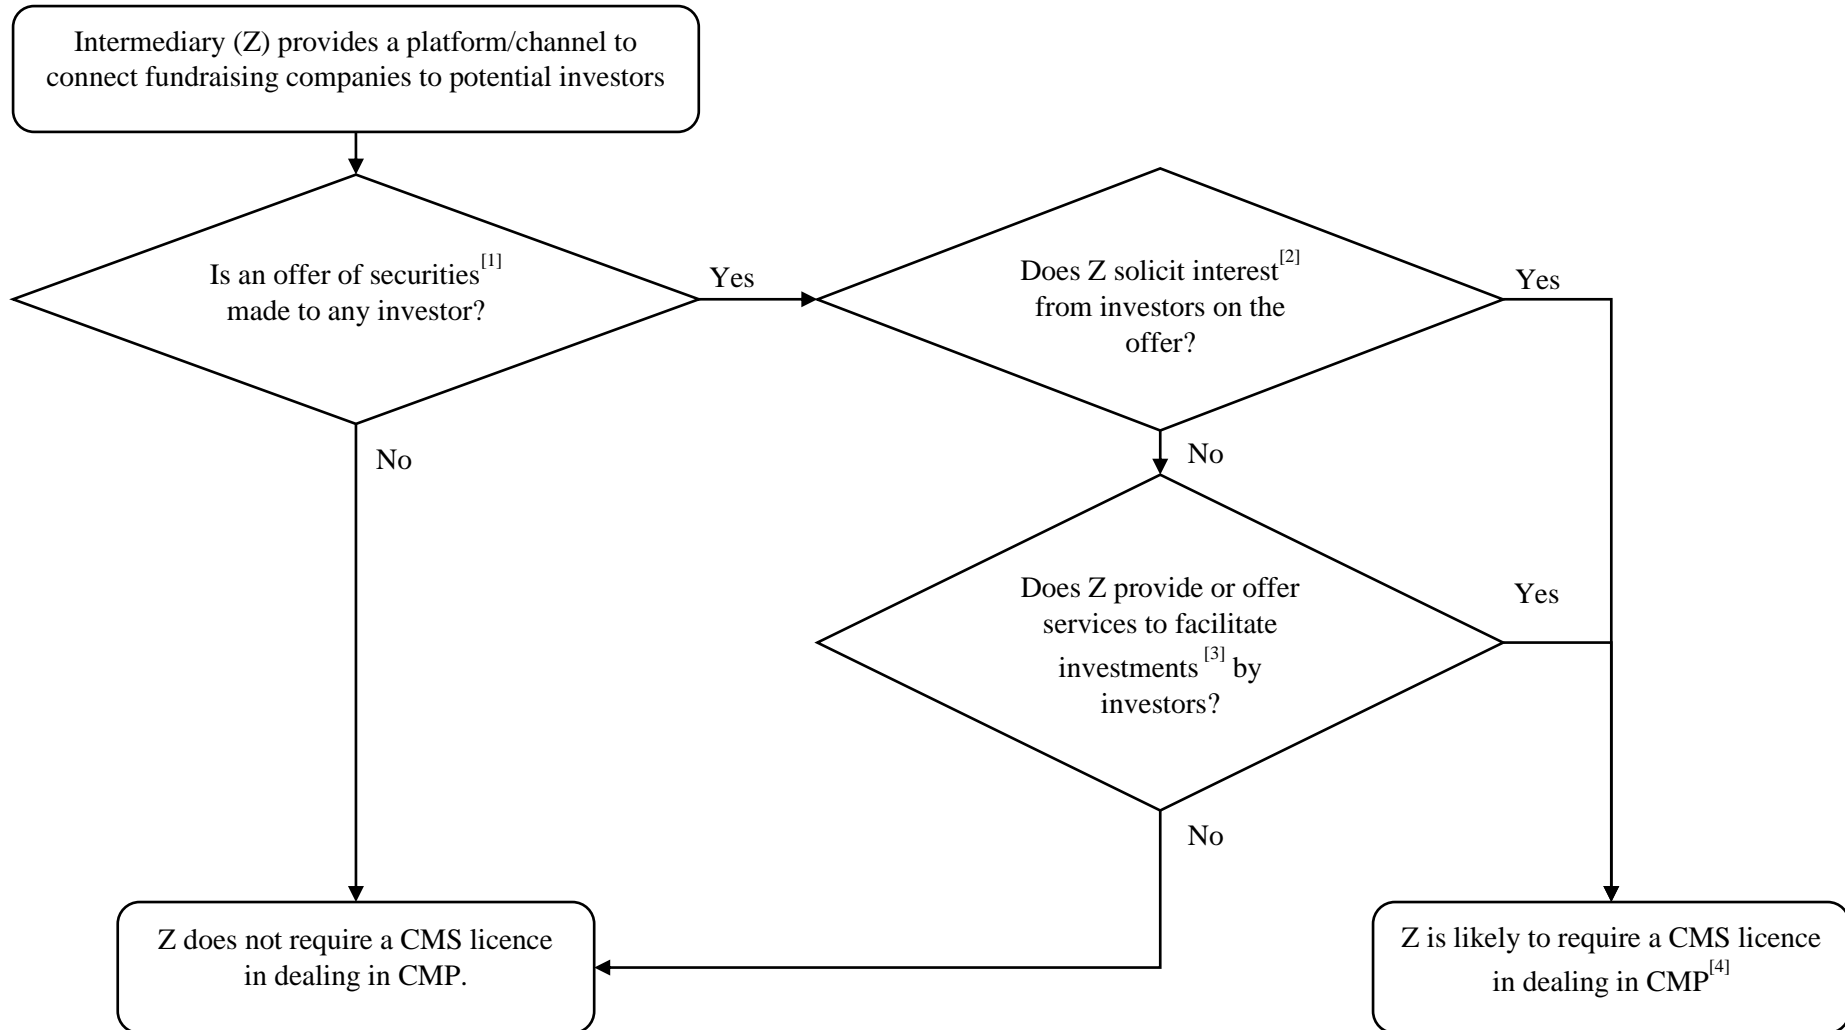 Intermediary (Z) provides a platform/channel to
connect fundraising companies to potential investors
Is an offer of securities[1]
made to any investor?
Yes
Does Z solicit interest[2]
from investors on the
offer?
Yes
No
No
Does Z provide or offer
services to facilitate
investments [3] by
investors?
Yes
No
Z does not require a CMS licence
in dealing in CMP.
Z is likely to require a CMS licence
in dealing in CMP[4]